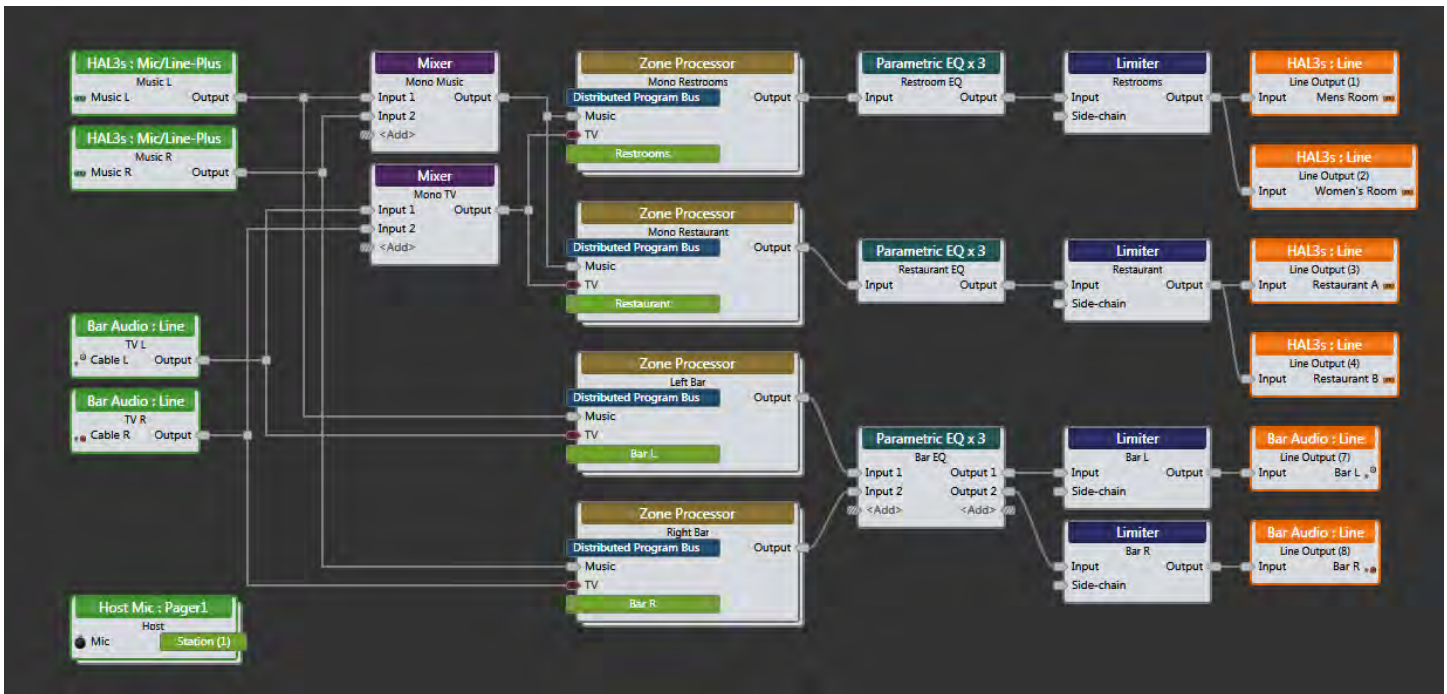 HAL3s : Mic/Line-Plus
Music L
Music L Output
HAL3s : Mic/Line-Plus
Music R
Music R Output
Bar Audio : Line
TV L
Cable L Output
Bar Audio : Line
TV R
Cable R Output
Host Mic : Pager1
Host
Mic Station (1)
Mixer
Mono Music
Input 1 Output
Input 2
<Add>
Mixer
Mono TV
Input 1 Output
Input 2
<Add>
Zone Processor
Mono Restrooms
Distributed Program Bus Output
Music
TV
Restrooms
Zone Processor
Mono Restaurant
Distributed Program Bus Output
Music
TV
Restaurant
Zone Processor
Left Bar
Distributed Program Bus Output
Music
TV
Bar L
Zone Processor
Right Bar
Distributed Program Bus Output
Music
TV
Bar R
Parametric EQ x 3
Restroom EQ
Input Output
Parametric EQ x 3
Restaurant EQ
Input Output
Parametric EQ x 3
Bar EQ
Input 1 Output 1
Input 2 Output 2
<Add> <Add>
Limiter
Restrooms
Input Output
Side-chain
Limiter
Restaurant
Input Output
Side-chain
Limiter
Bar L
Input Output
Side-chain
Limiter
Bar R
Input Output
Side-chain
HAL3s : Line
Line Output (1)
Input Mens Room
HAL3s : Line
Line Output (2)
Input Women's Room
HAL3s : Line
Line Output (3)
Input Restaurant A
HAL3s : Line
Line Output (4)
Input Restaurant B
Bar Audio : Line
Line Output (7)
Input Bar L
Bar Audio : Line
Line Output (8)
Input Bar R